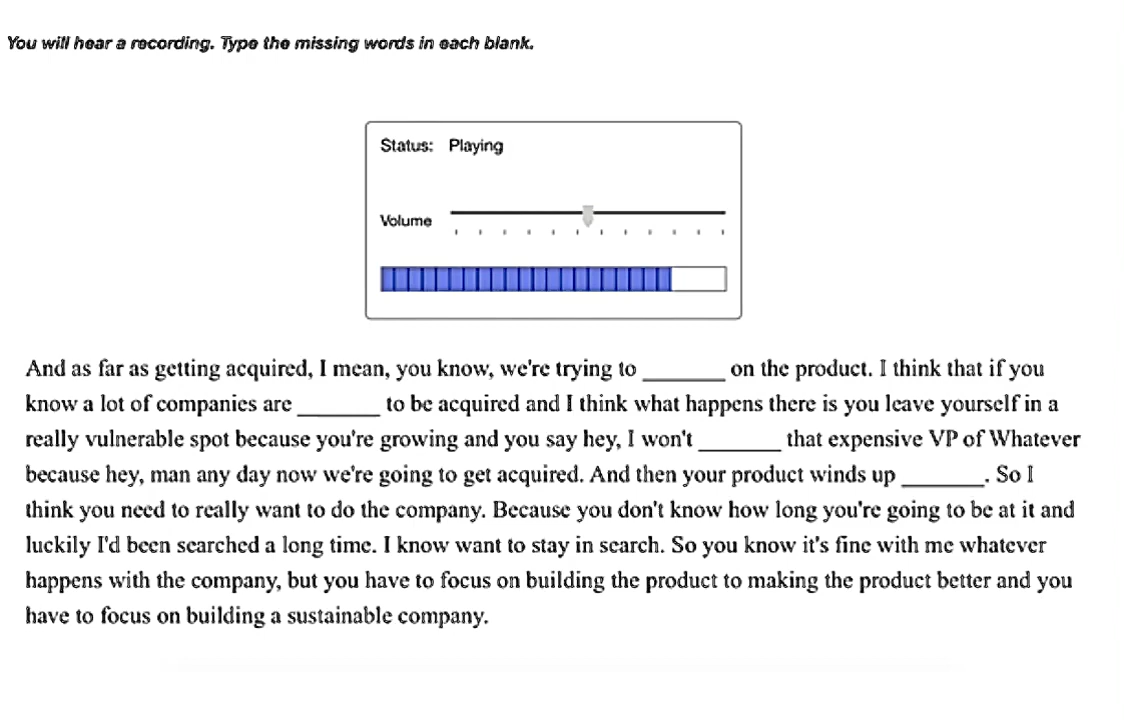 You will hear a recording. Type the missing words in each blank.
Status: Playing
Volume
And as far as getting acquired, I mean, you know, we're trying to _______ on the product. I think that if you
know a lot of companies are _______ to be acquired and I think what happens there is you leave yourself in a
really vulnerable spot because you're growing and you say hey, I won't _______ that expensive VP of Whatever
because hey, man any day now we're going to get acquired. And then your product winds up _______. So I
think you need to really want to do the company. Because you don't know how long you're going to be at it and
luckily I'd been searched a long time. I know want to stay in search. So you know it's fine with me whatever
happens with the company, but you have to focus on building the product to making the product better and you
have to focus on building a sustainable company.